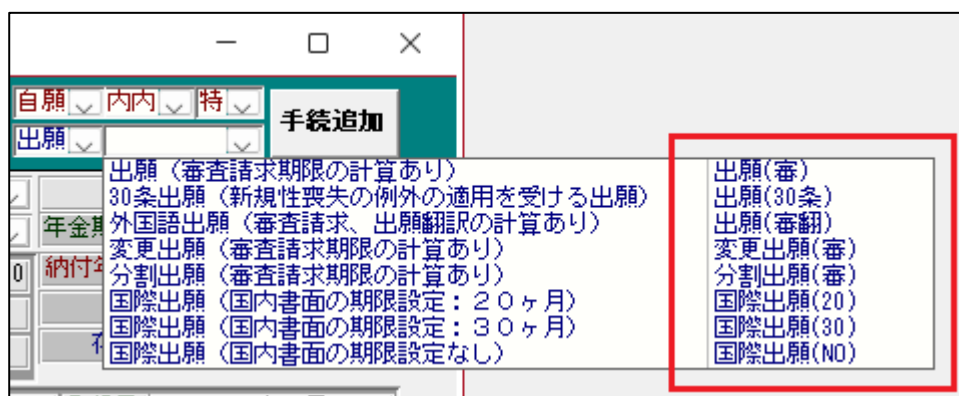 自願 内内 特
手続追加
出願
出願（審査請求期限の計算あり） 出願(審)
30条出願（新規性喪失の例外の適用を受ける出願） 出願(30条)
外国語出願（審査請求、出願翻訳の計算あり） 出願(審翻)
変更出願（審査請求期限の計算あり） 変更出願(審)
分割出願（審査請求期限の計算あり） 分割出願(審)
国際出願（国内書面の期限設定：２０ヶ月） 国際出願(20)
国際出願（国内書面の期限設定：３０ヶ月） 国際出願(30)
国際出願（国内書面の期限設定なし） 国際出願(NO)
年金
0 納付